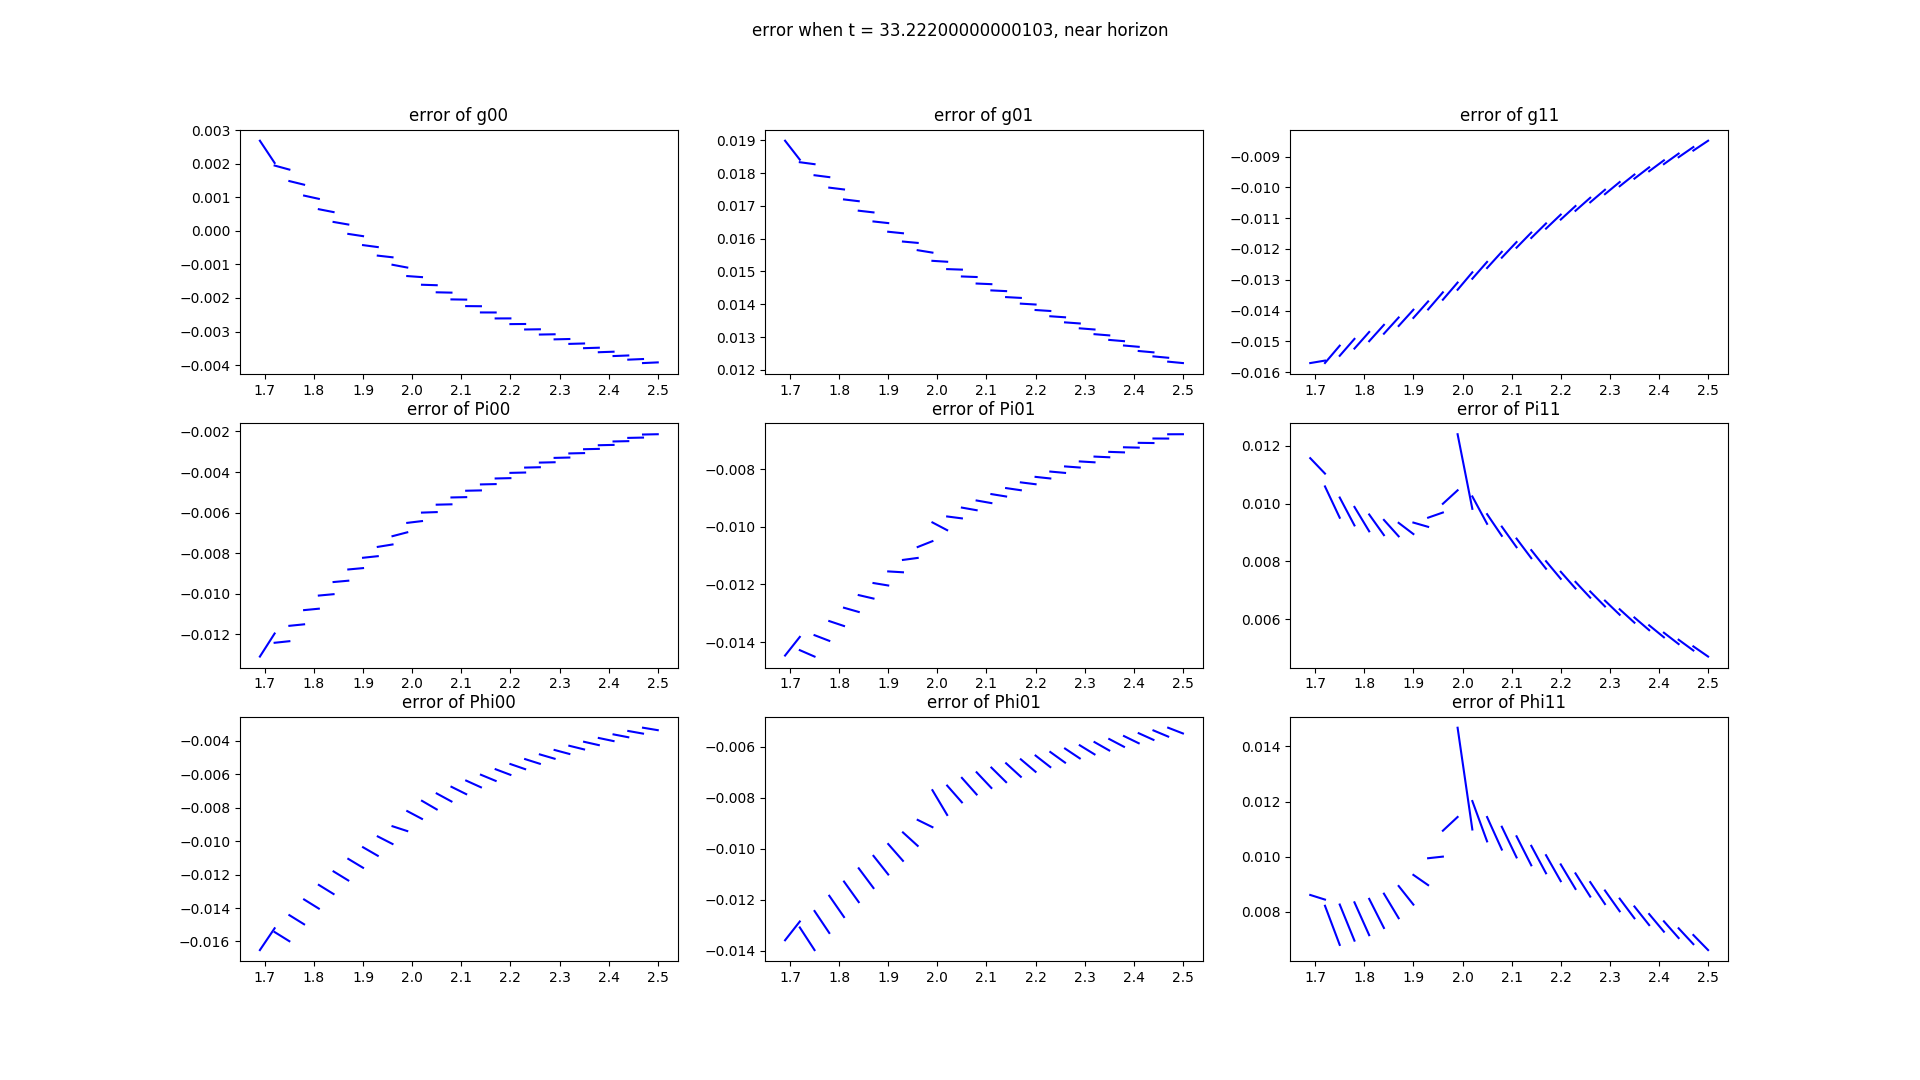 error when t = 33.22200000000103, near horizon
error of g00
error of g01
error of g11
0.003
0.002
0.001
0.000
−0.001
−0.002
−0.003
−0.004
1.7 1.8 1.9 2.0 2.1 2.2 2.3 2.4 2.5
0.019
0.018
0.017
0.016
0.015
0.014
0.013
0.012
1.7 1.8 1.9 2.0 2.1 2.2 2.3 2.4 2.5
−0.009
−0.010
−0.011
−0.012
−0.013
−0.014
−0.015
−0.016
1.7 1.8 1.9 2.0 2.1 2.2 2.3 2.4 2.5
error of Pi00
error of Pi01
error of Pi11
−0.002
−0.004
−0.006
−0.008
−0.010
−0.012
1.7 1.8 1.9 2.0 2.1 2.2 2.3 2.4 2.5
−0.008
−0.010
−0.012
−0.014
1.7 1.8 1.9 2.0 2.1 2.2 2.3 2.4 2.5
0.012
0.010
0.008
0.006
1.7 1.8 1.9 2.0 2.1 2.2 2.3 2.4 2.5
error of Phi00
error of Phi01
error of Phi11
−0.004
−0.006
−0.008
−0.010
−0.012
−0.014
−0.016
1.7 1.8 1.9 2.0 2.1 2.2 2.3 2.4 2.5
−0.006
−0.008
−0.010
−0.012
−0.014
1.7 1.8 1.9 2.0 2.1 2.2 2.3 2.4 2.5
0.014
0.012
0.010
0.008
1.7 1.8 1.9 2.0 2.1 2.2 2.3 2.4 2.5